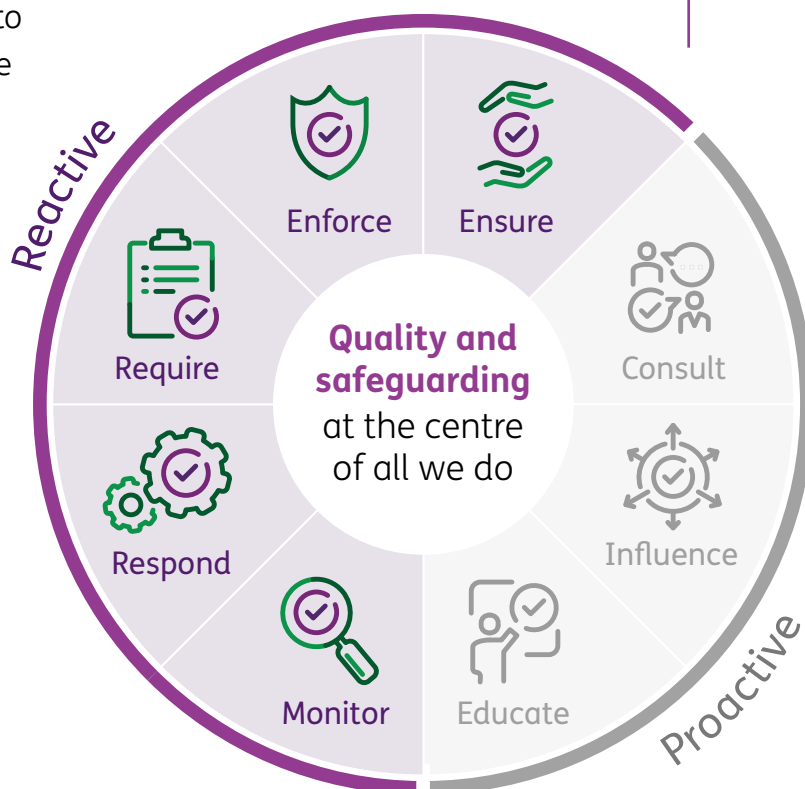 to
e
Reactive
Enforce
Ensure
Require
Consult
Quality and
safeguarding
at the centre
of all we do
Respond
Influence
Monitor
Educate
Proactive